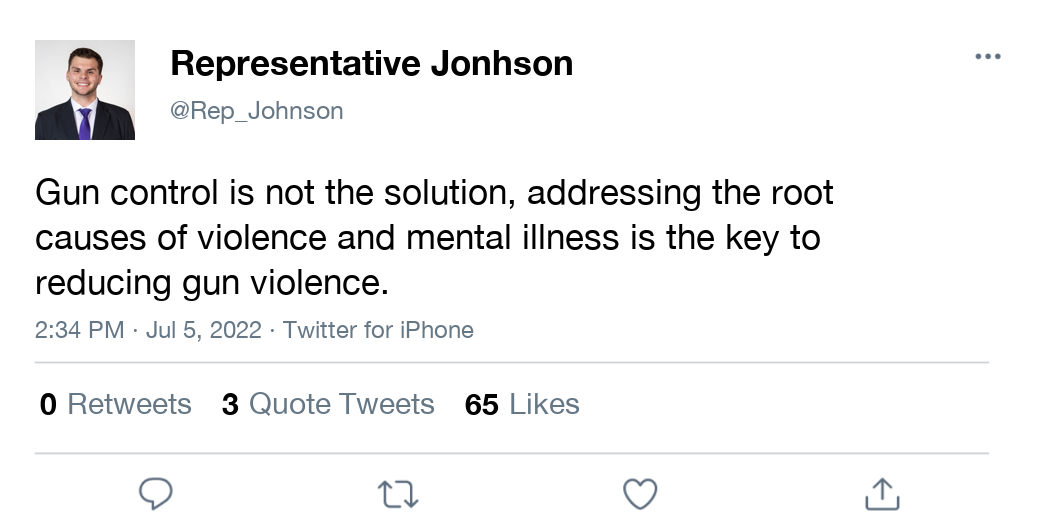 Representative Jonhson
@Rep_Johnson
Gun control is not the solution, addressing the root
causes of violence and mental illness is the key to
reducing gun violence.
2:34 PM · Jul 5, 2022 · Twitter for iPhone
0 Retweets 3 Quote Tweets 65 Likes